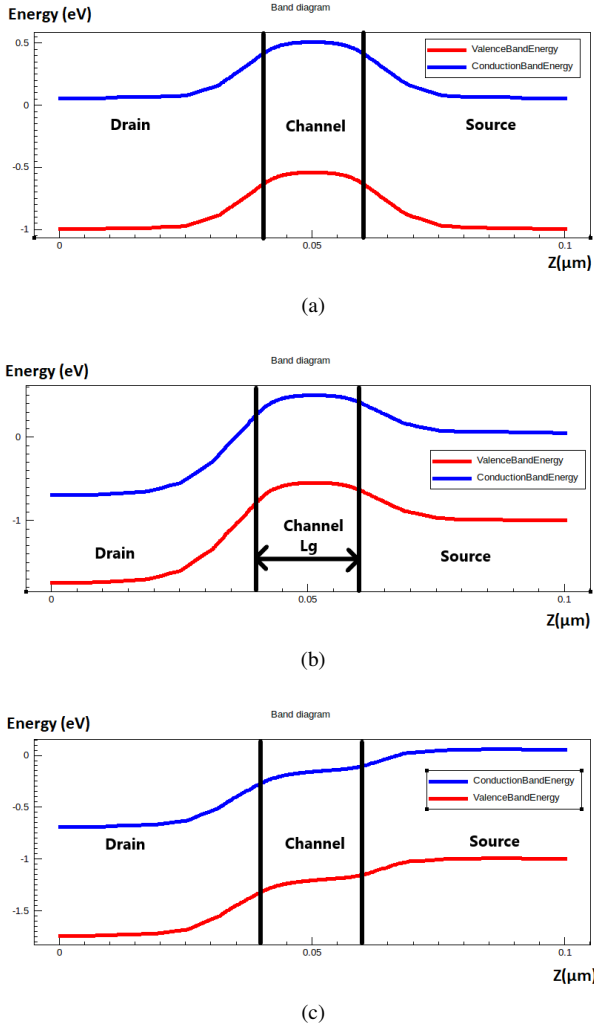 Energy (eV)
Band diagram
0.5
ValenceBandEnergy
ConductionBandEnergy
0
Drain
Channel
Source
-0.5
-1
0
0.05
0.1
Z(μm)
(a)
Band diagram
Energy (eV)
0
ValenceBandEnergy
ConductionBandEnergy
-1
Channel
Lg
Drain
Source
0
0.05
0.1
Z(μm)
(b)
Band diagram
Energy (eV)
0
ConductionBandEnergy
ValenceBandEnergy
-0.5
Drain
Channel
Source
-1
-1.5
0
0.05
0.1
Z(μm)
(c)